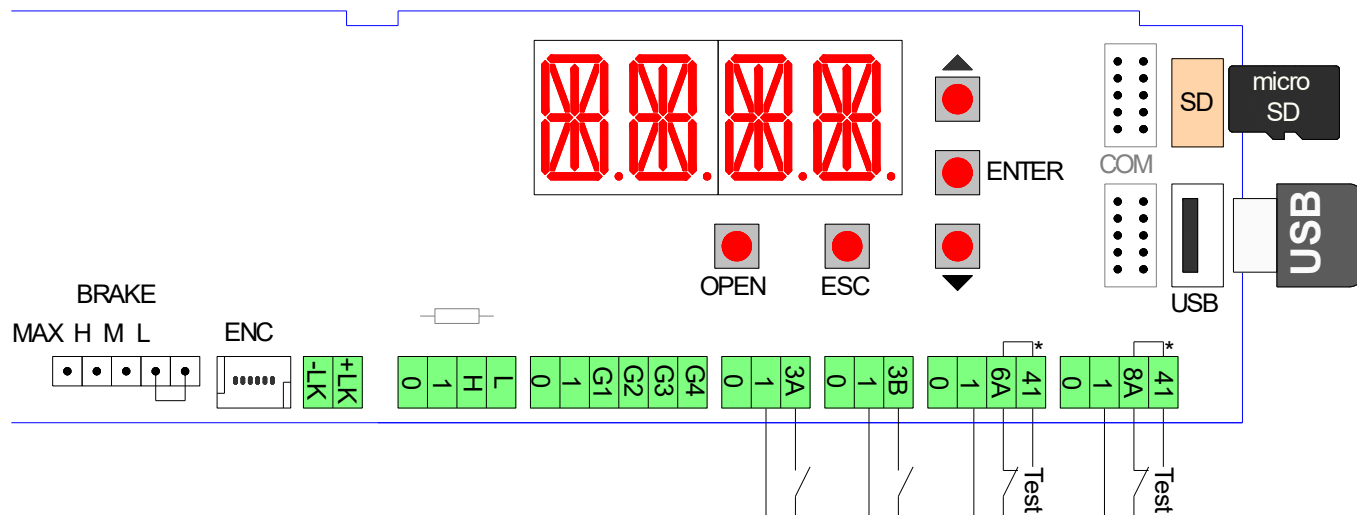 micro
SD
SD
COM
ENTER
USB
OPEN
ESC
USB
BRAKE
MAX H M L
ENC
-LK
+LK
0
1
H
L
0
1
G1
G2
G3
G4
0
1
3A
0
1
3B
0
1
6A
41
*
0
1
8A
41
*
Test
Test